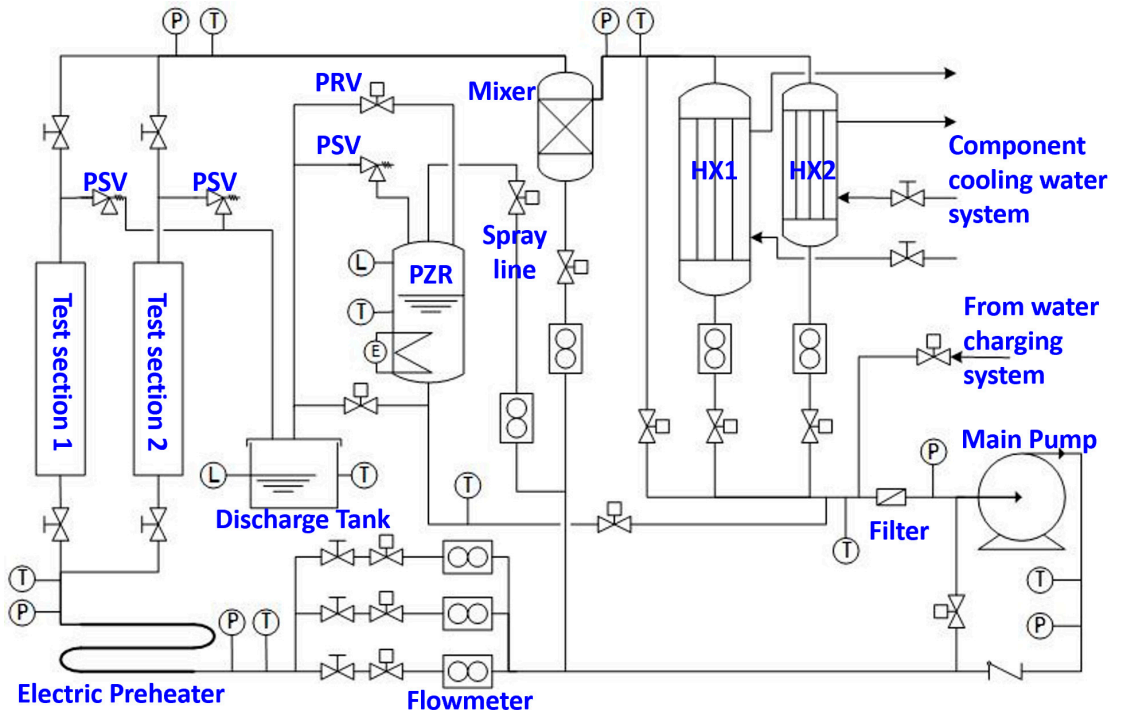 P
T
P
T
PRV
Mixer
PSV
PSV
PSV
HX1
HX2
Component
cooling water
system
Spray
line
L
PZR
T
E
Test section 1
Test section 2
From water
charging
system
Main Pump
L
T
T
P
Discharge Tank
Filter
T
T
P
T
P
P
T
Electric Preheater
Flowmeter